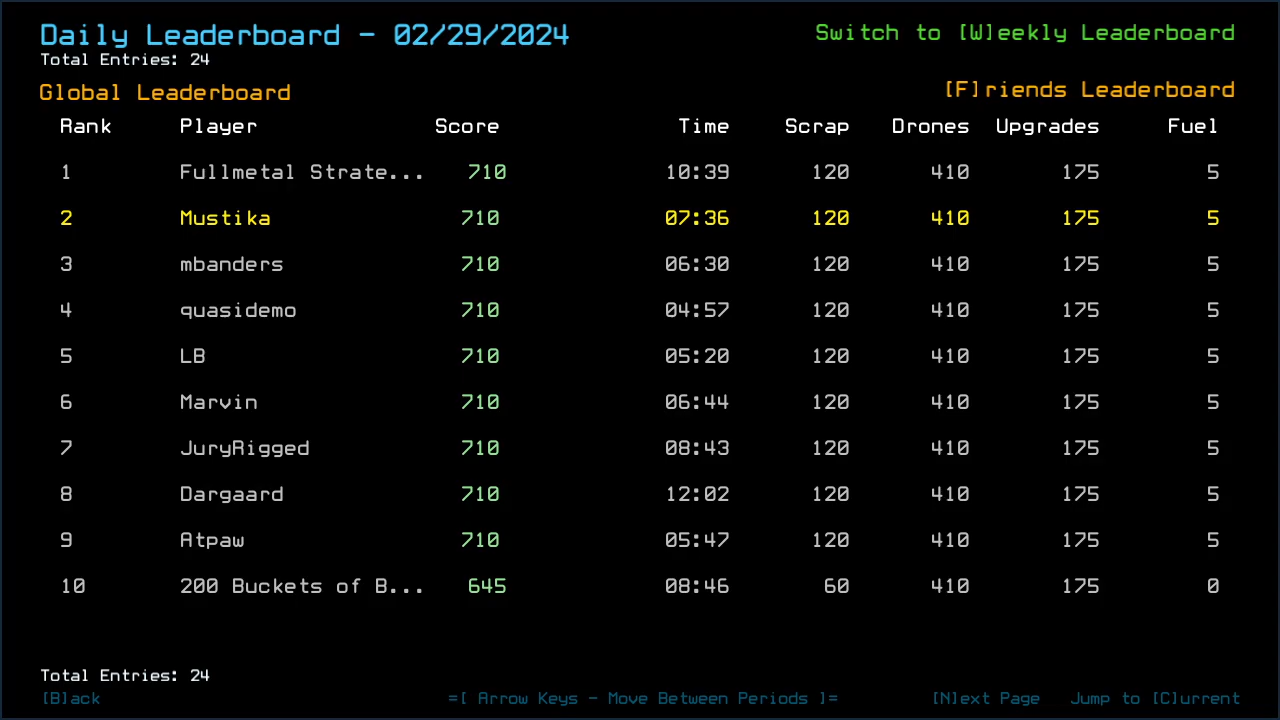 Daily Leaderboard - 02/29/2024 Switch to [W]eekly Leaderboard
Total Entries: 24
Global Leaderboard [F]riends Leaderboard
Rank Player Score Time Scrap Drones Upgrades Fuel
1 Fullmetal Strate... 710 10:39 120 410 175 5
2 Mustika 710 07:36 120 410 175 5
3 mbanders 710 06:30 120 410 175 5
4 quasidemo 710 04:57 120 410 175 5
5 LB 710 05:20 120 410 175 5
6 Marvin 710 06:44 120 410 175 5
7 JuryRigged 710 08:43 120 410 175 5
8 Dargaard 710 12:02 120 410 175 5
9 Atpaw 710 05:47 120 410 175 5
10 200 Buckets of B... 645 08:46 60 410 175 0
Total Entries: 24
[B]ack =[ Arrow Keys - Move Between Periods ]= [N]ext Page Jump to [C]urrent